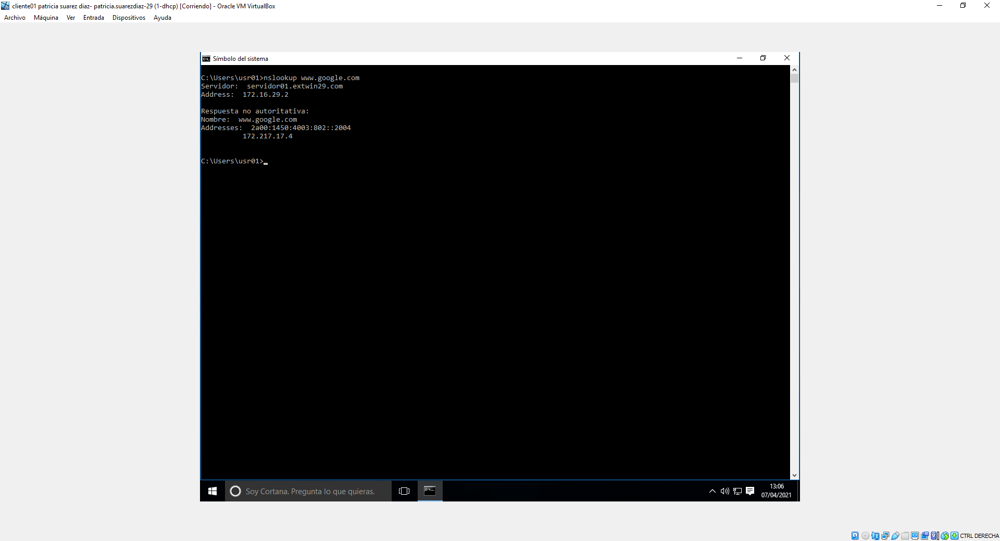 cliente01 patricia suarez diaz- patricia.suarezdiaz-29 (1-dhcp) [Corriendo] - Oracle VM VirtualBox
Archivo Máquina Ver Entrada Dispositivos Ayuda
Símbolo del sistema
C:\Users\usr01>nslookup www.google.com
Servidor:  servidor01.extwin29.com
Address:  172.16.29.2
Respuesta no autoritativa:
Nombre:  www.google.com
Addresses:  2a00:1450:4003:802::2004
172.217.17.4
C:\Users\usr01>
Soy Cortana. Pregunta lo que quieras.
13:06
07/04/2021
CTRL DERECHA